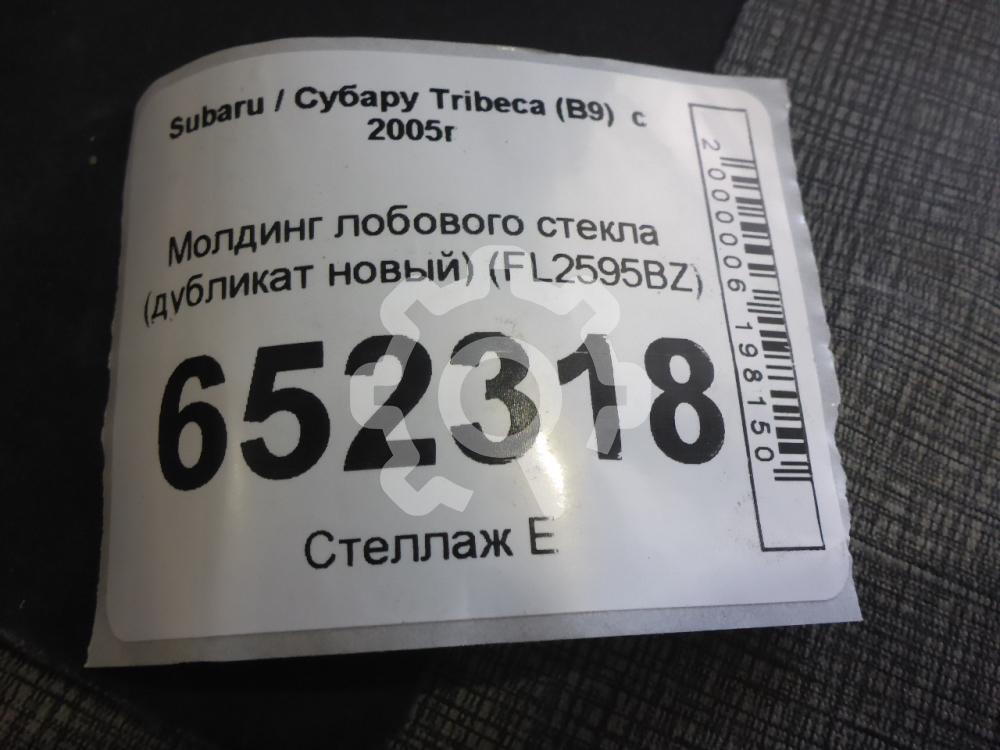 Subaru / Субару Tribeca (B9) с
2005г
Молдинг лобового стекла
(дубликат новый) (FL2595BZ)
652318
Стеллаж E
2000006198150